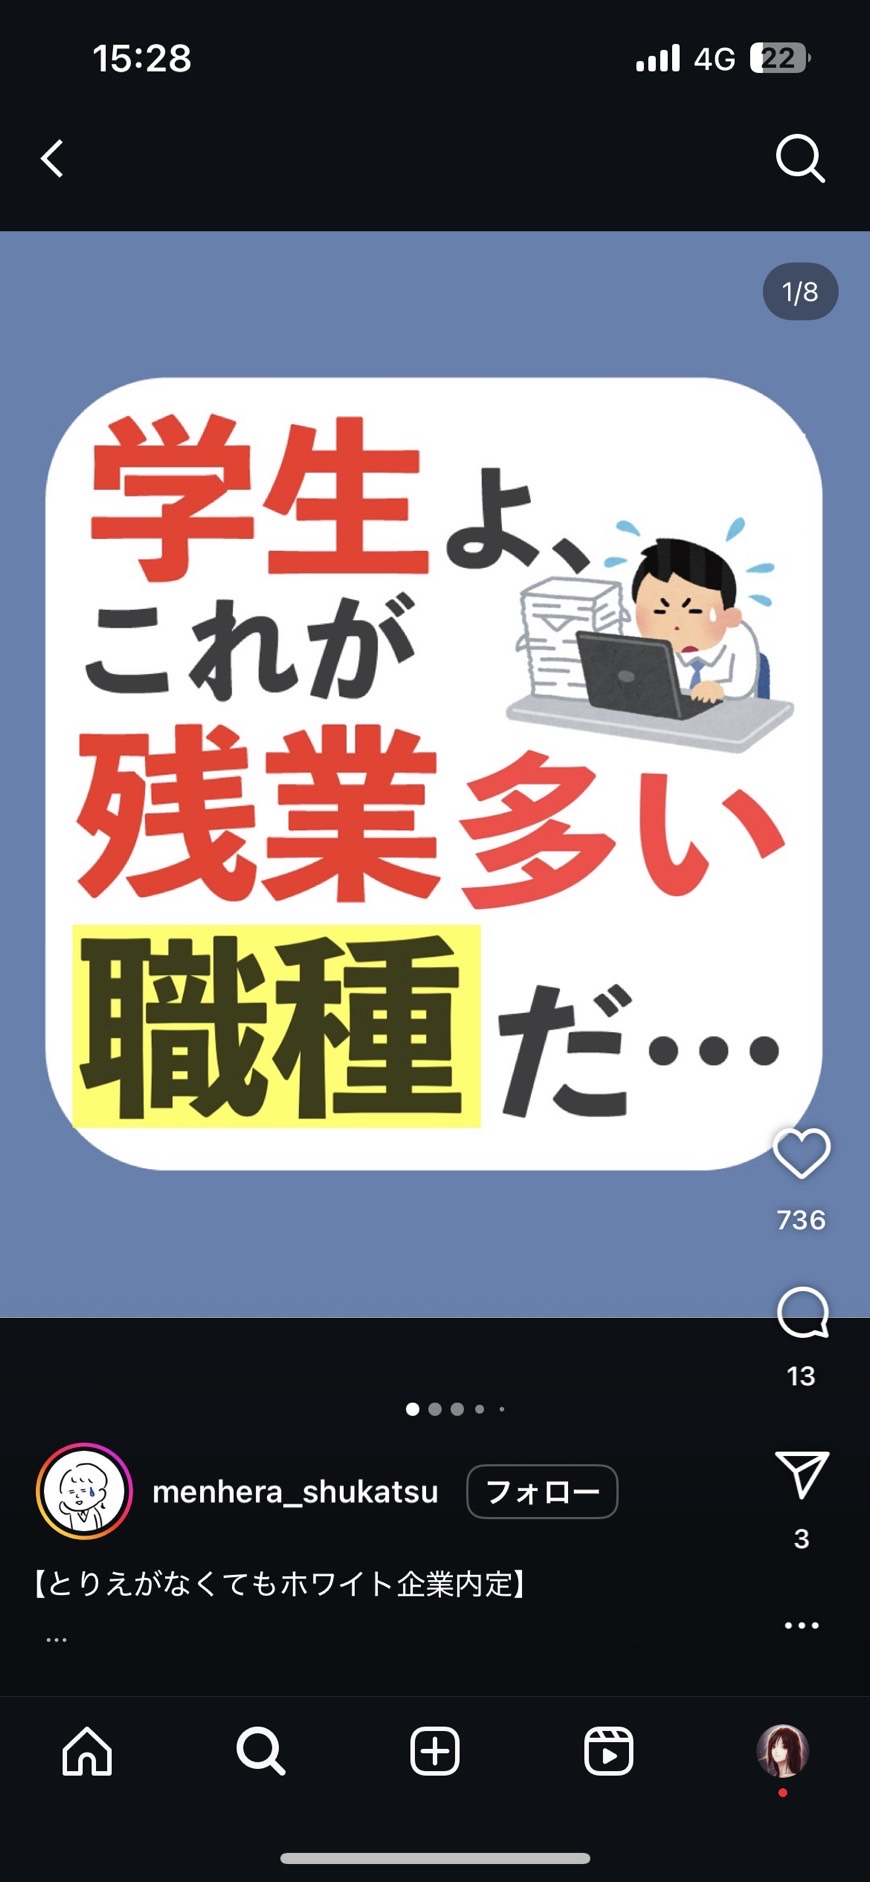 15:28
4G
22
1/8
学生よ、
これが
残業多い
職種だ…
736
13
menhera_shukatsu
フォロー
3
【とりえがなくてもホワイト企業内定】
...